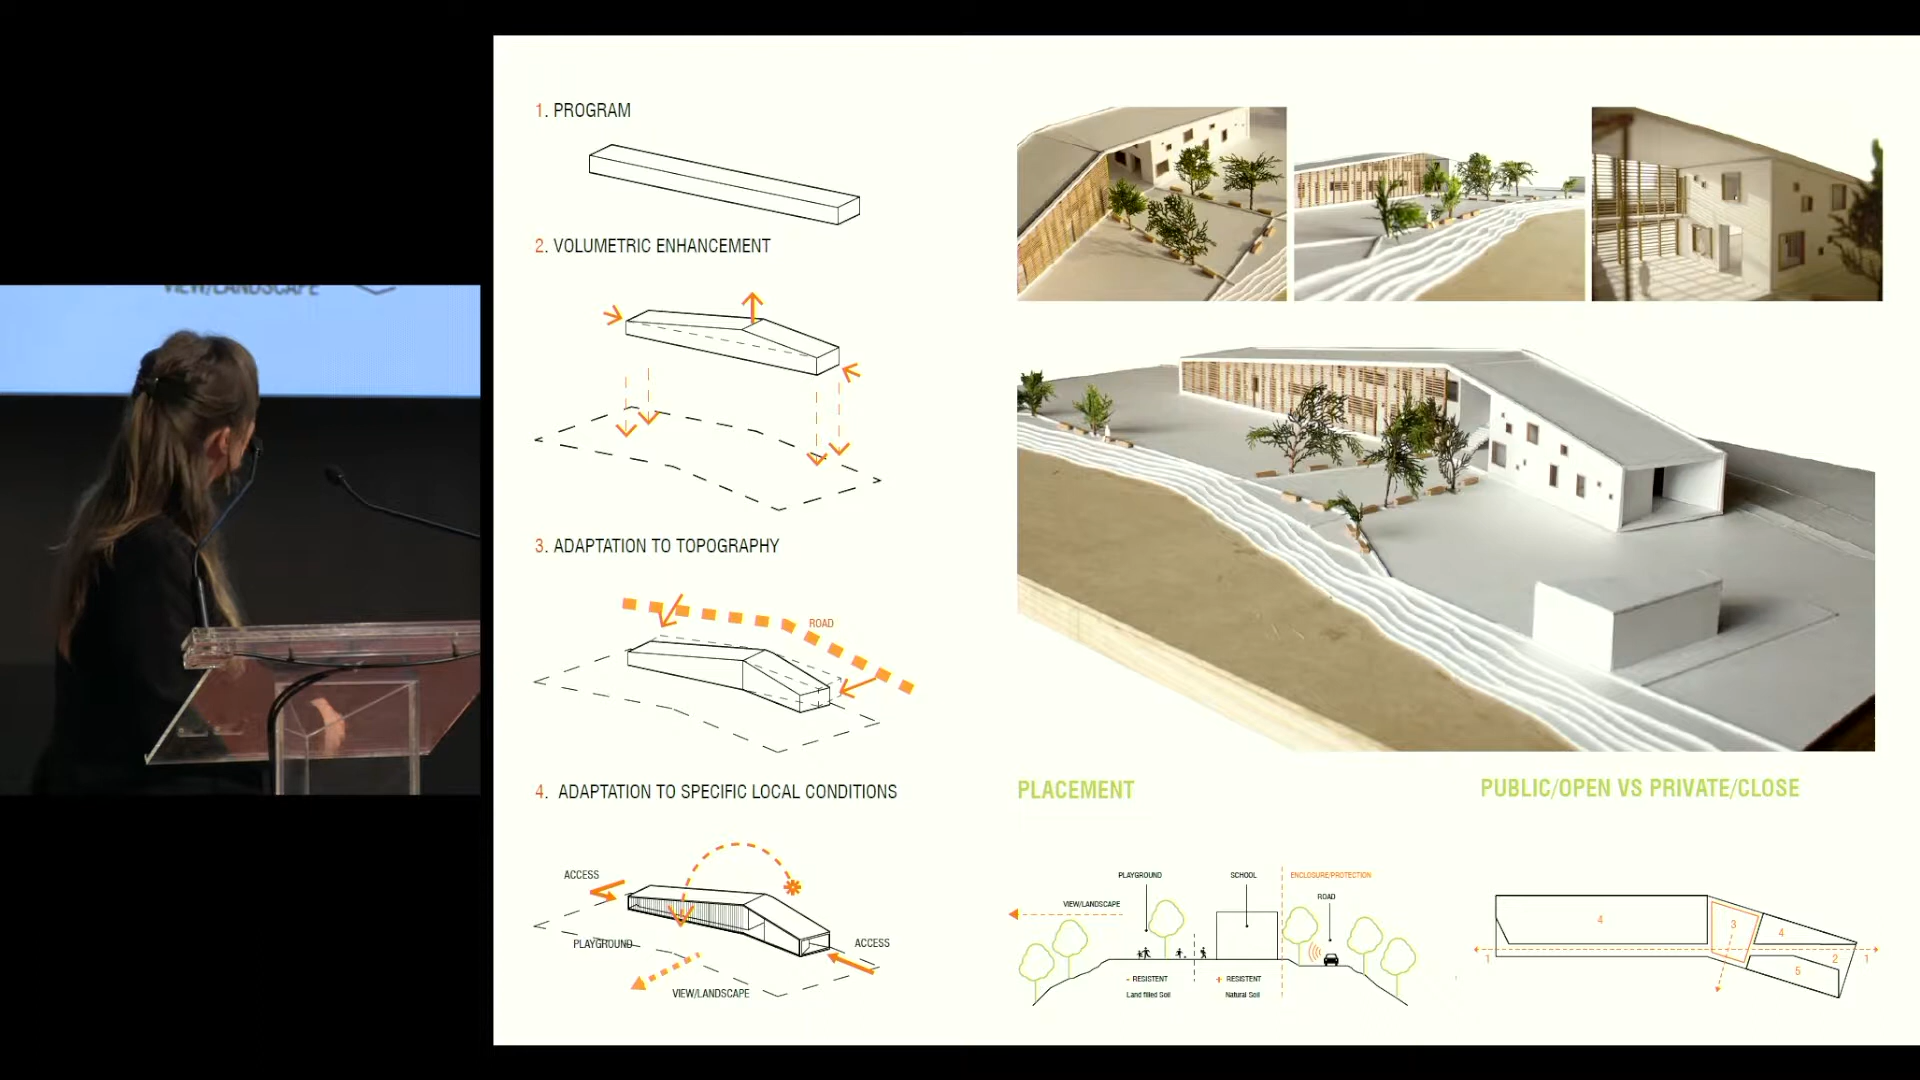 VIEW/LANDSCAPE
1. PROGRAM
2. VOLUMETRIC ENHANCEMENT
3. ADAPTATION TO TOPOGRAPHY
ROAD
4. ADAPTATION TO SPECIFIC LOCAL CONDITIONS
ACCESS
PLAYGROUND
ACCESS
VIEW/LANDSCAPE
PLACEMENT
PLAYGROUND
SCHOOL
ENCLOSURE/PROTECTION
ROAD
VIEW/LANDSCAPE
- RESISTENT
Land filled Soil
+ RESISTENT
Natural Soil
PUBLIC/OPEN VS PRIVATE/CLOSE
4
3
4
1
2
1
5